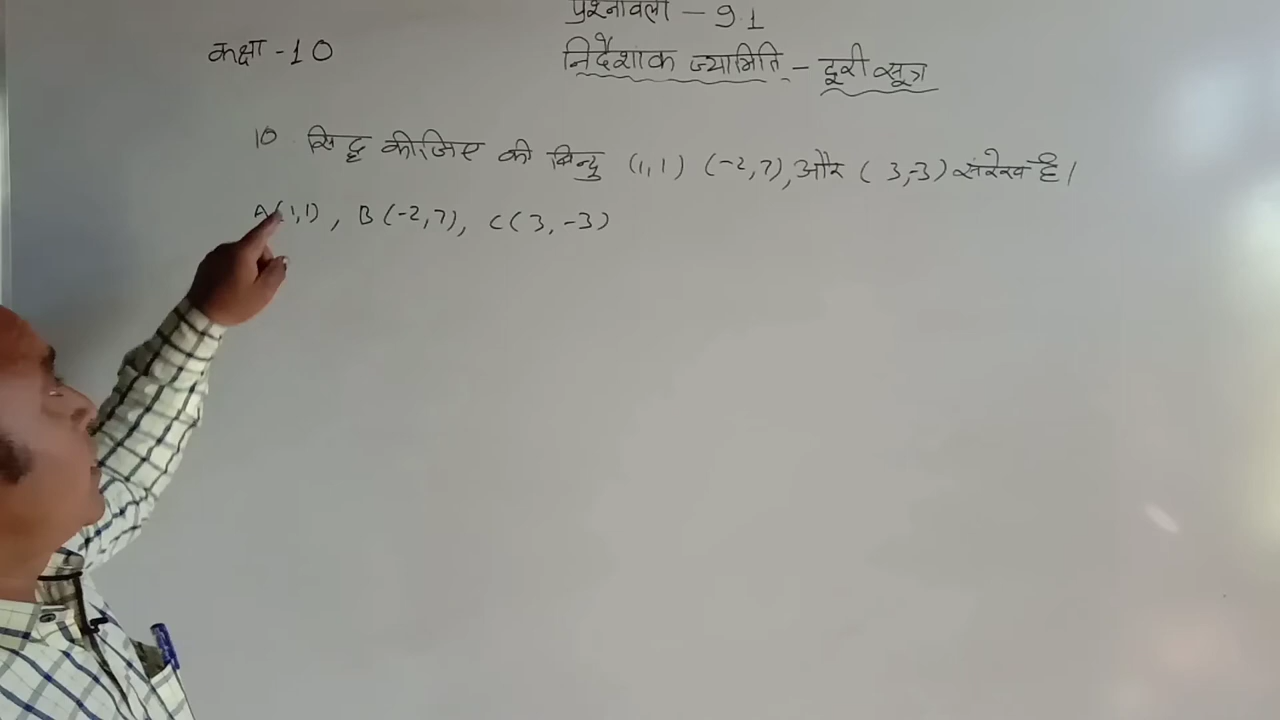 प्रश्नावली - 9.1
कक्षा - 10
निर्देशांक ज्यामिति - दूरी सूत्र
10 सिद्ध कीजिए की बिन्दु (1,1) (-2,7), और (3,-3) संरेख है।
A(1,1), B(-2,7), C(3,-3)